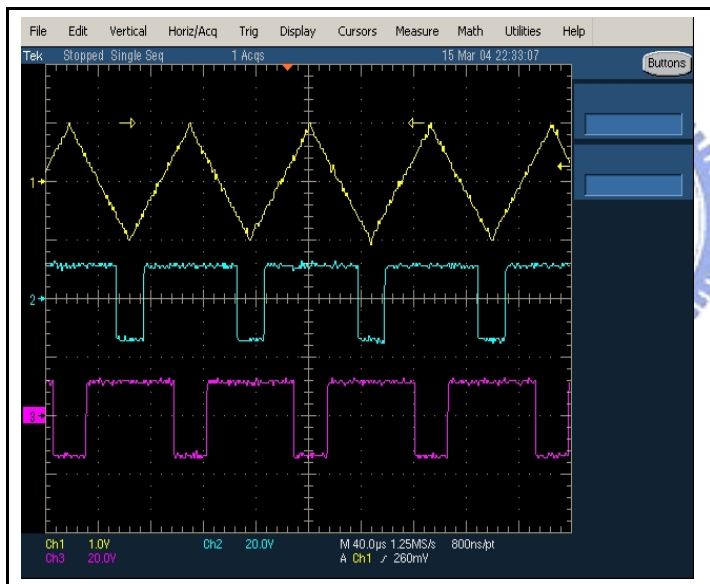 File Edit Vertical Horiz/Acq Trig Display Cursors Measure Math Utilities Help
Tek Stopped Single Seq 1 Acqs 15 Mar 04 22:33:07 Buttons
1
2
3
Ch1 1.0V Ch2 20.0V M 40.0µs 1.25MS/s 800ns/pt
Ch3 20.0V A Ch1 / 260mV